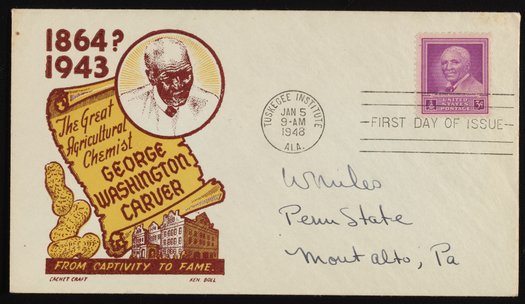 1864?
1943
The Great
Agricultural
Chemist
GEORGE
WASHINGTON
CARVER
FROM CAPTIVITY TO FAME.
CACHET CRAFT
KEN BOLL
TUSKEGEE INSTITUTE
JAN 5
9-AM
1948
ALA.
UNITED STATES
POSTAGE
3¢
FIRST DAY OF ISSUE
W Miles
Penn State
Mont alto, Pa